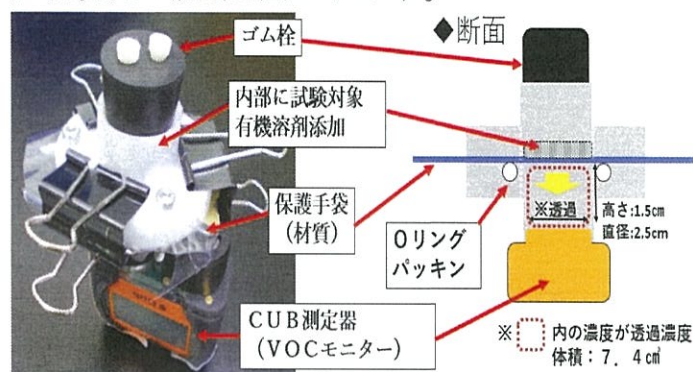 ゴム栓
◆断面
内部に試験対象
有機溶剤添加
保護手袋
(材質)
※透過
高さ:1.5㎝
直径:2.5㎝
Oリング
パッキン
CUB測定器
(VOCモニター)
※ 内の濃度が透過濃度
体積:7.4㎤